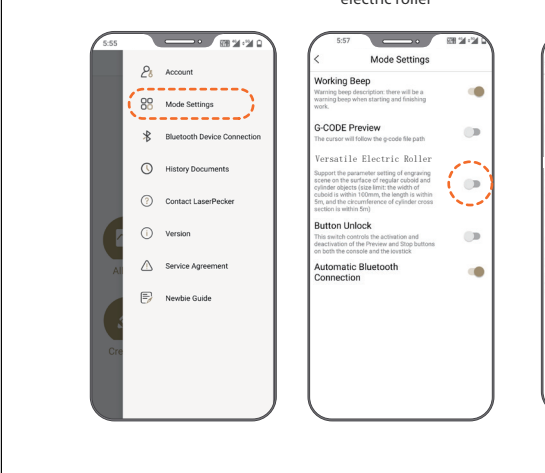 electric roller
5:55
Account
Mode Settings
Bluetooth Device Connection
History Documents
Contact LaserPecker
Version
Service Agreement
Newbie Guide
All
Cre
5:57
Mode Settings
Working Beep
Warning beep description: there will be a
warning beep when starting and finishing
work.
G-CODE Preview
The cursor will follow the g-code file path
Versatile Electric Roller
Support the parameter setting of engraving
scene on the surface of regular cuboid and
cylinder objects (size limit: the width of
cuboid is within 100mm, the length is within
5m, and the circumference of cylinder cross
section is within 5m)
Button Unlock
This switch controls the activation and
deactivation of the Preview and Stop buttons
on both the console and the joystick
Automatic Bluetooth
Connection